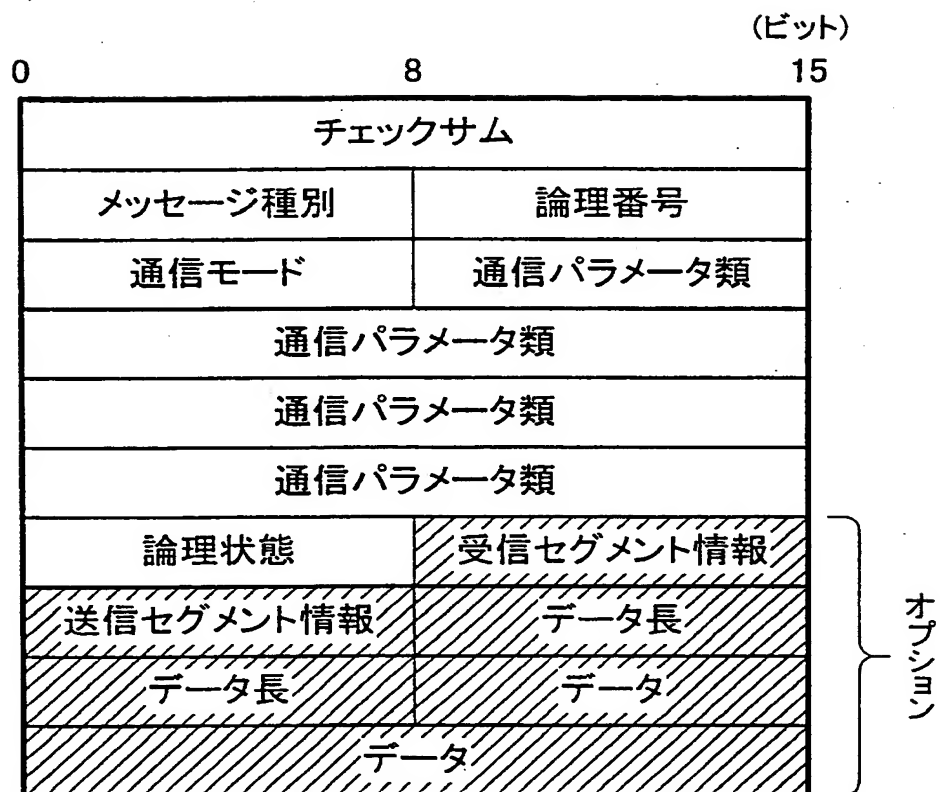 (ビット)
0 8 15
チェックサム
メッセージ種別 論理番号
通信モード 通信パラメータ類
通信パラメータ類
通信パラメータ類
通信パラメータ類
論理状態 受信セグメント情報
送信セグメント情報 データ長
データ長 データ
データ
オプション